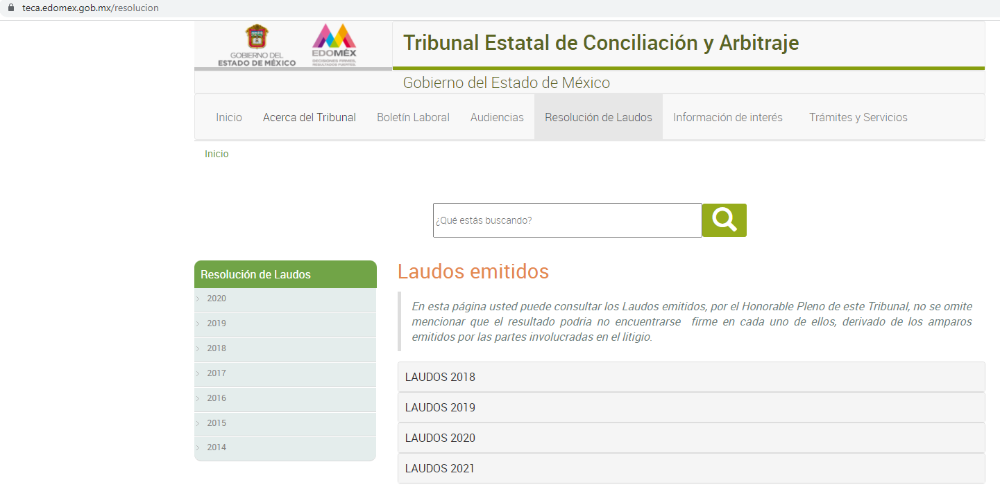 teca.edomex.gob.mx/resolucion
GOBIERNO DEL
ESTADO DE MÉXICO
EDOMÉX
DECISIONES FIRMES,
RESULTADOS FUERTES.
Tribunal Estatal de Conciliación y Arbitraje
Gobierno del Estado de México
Inicio Acerca del Tribunal Boletín Laboral Audiencias Resolución de Laudos Información de interés Trámites y Servicios
Inicio
¿Qué estás buscando?
Resolución de Laudos
2020
2019
2018
2017
2016
2015
2014
Laudos emitidos
En esta página usted puede consultar los Laudos emitidos, por el Honorable Pleno de este Tribunal, no se omite
mencionar que el resultado podria no encuentrarse firme en cada uno de ellos, derivado de los amparos
emitidos por las partes involucradas en el litigio.
LAUDOS 2018
LAUDOS 2019
LAUDOS 2020
LAUDOS 2021